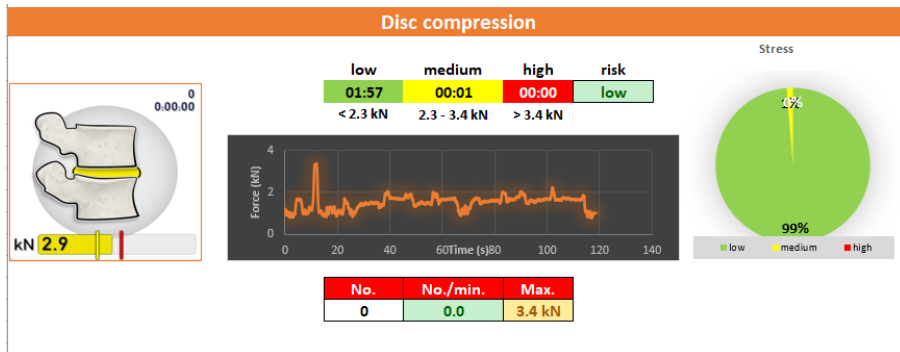 Disc compression
Stress
low medium high risk
01:57 00:01 00:00 low
< 2.3 kN 2.3 - 3.4 kN > 3.4 kN
0
0:00:00
kN 2.9
Force (kN)
4
2
0
0 20 40 60 80 100 120 140
Time (s)
0%
99%
low medium high
No. No./min. Max.
0 0.0 3.4 kN